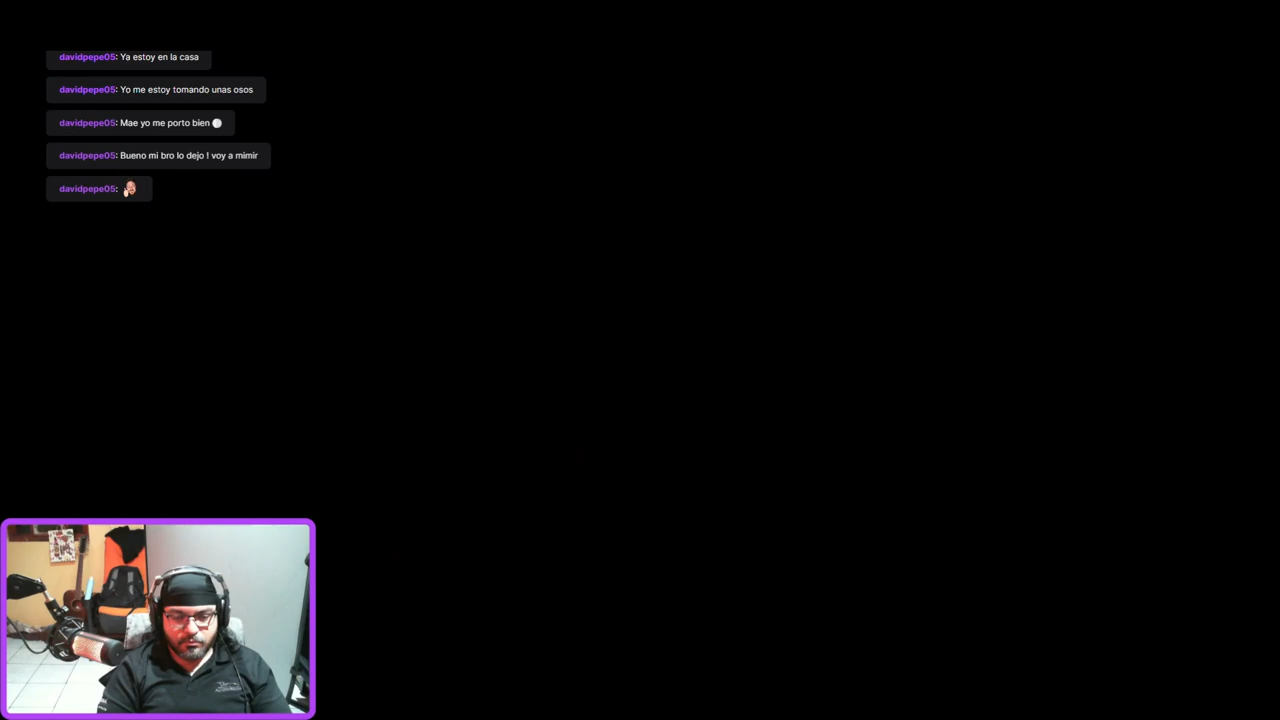 davidpepe05: Ya estoy en la casa
davidpepe05: Yo me estoy tomando unas osos
davidpepe05: Mae yo me porto bien
davidpepe05: Bueno mi bro lo dejo ! voy a mimir
davidpepe05: